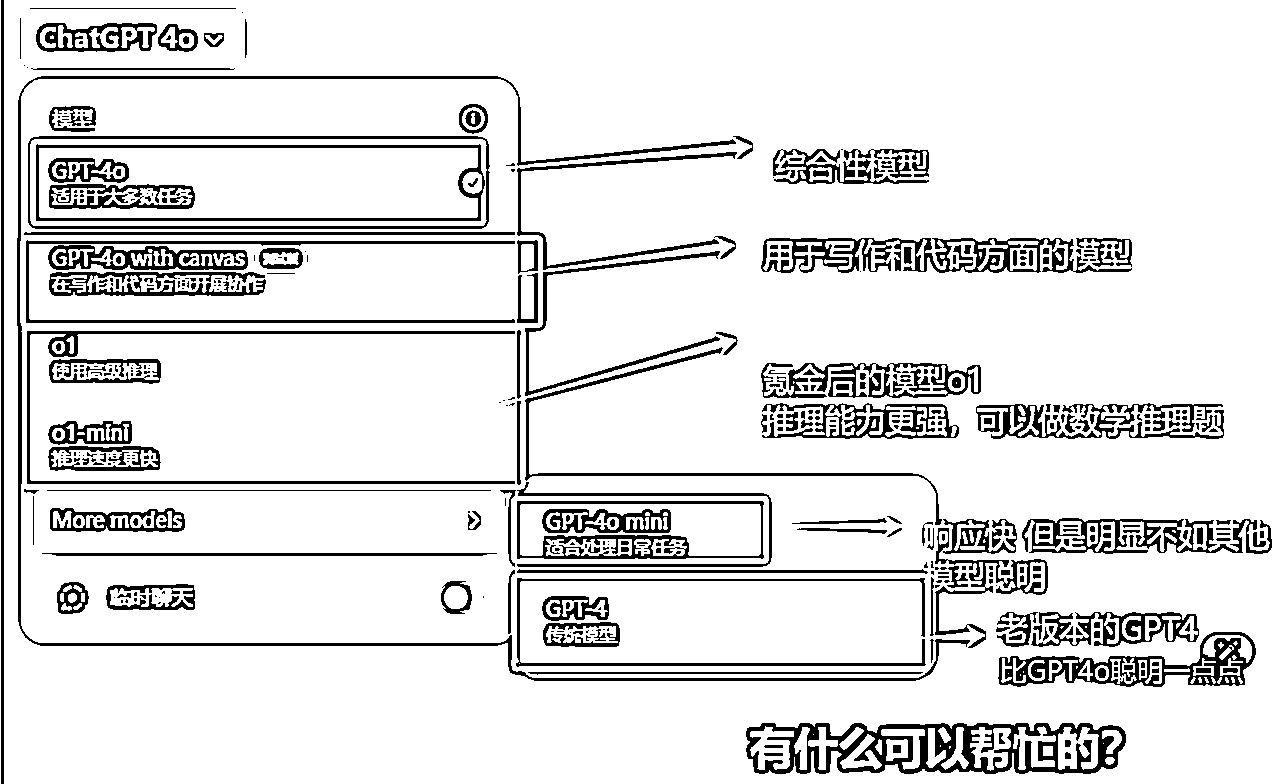 ChatGPT 4o
模型
GPT-4o
适用于大多数任务
综合性模型
GPT-4o with canvas
在写作和代码方面开展协作
用于写作和代码方面的模型
o1
使用高级推理
o1-mini
推理速度更快
氪金后的模型o1
推理能力更强，可以做数学推理题
More models
临时聊天
GPT-4o mini
适合处理日常任务
响应快 但是明显不如其他
模型聪明
GPT-4
传统模型
老版本的GPT4
比GPT4o聪明一点点
有什么可以帮忙的？